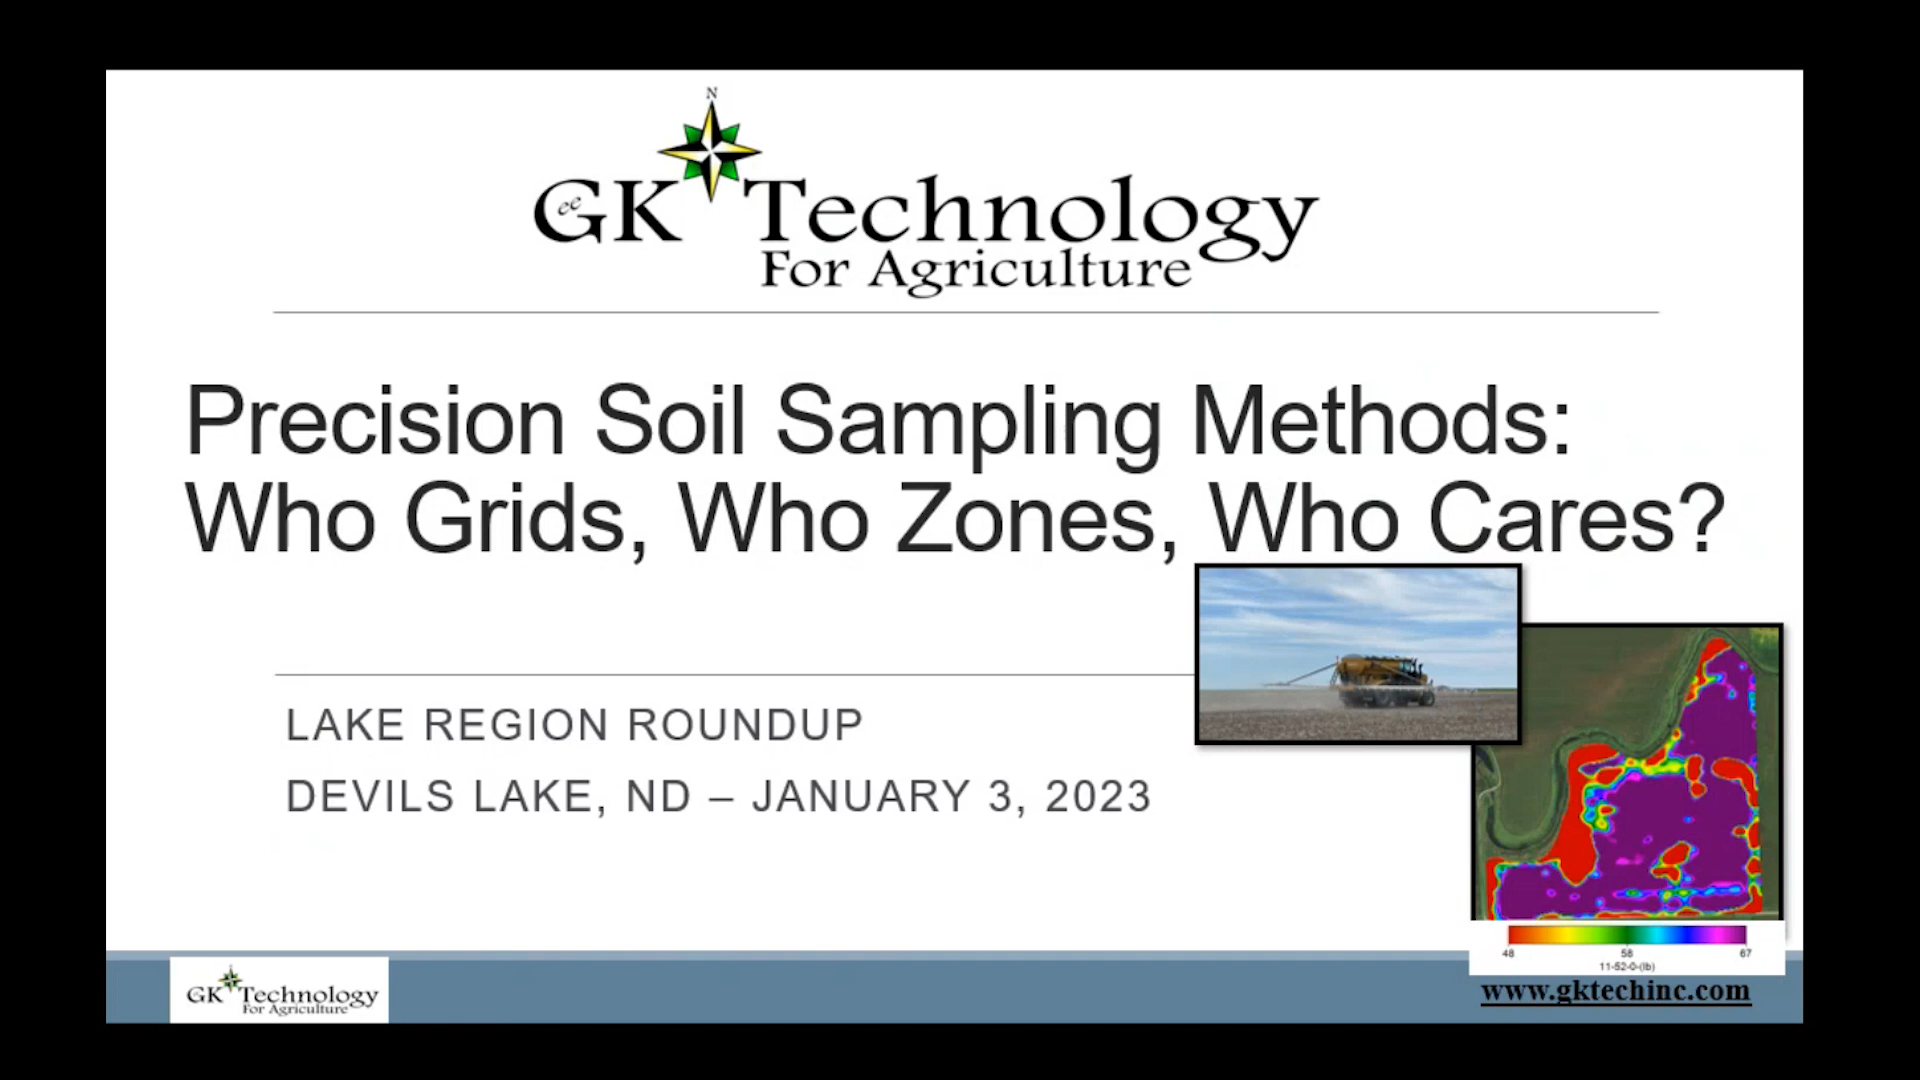 N
GeeK Technology
For Agriculture
Precision Soil Sampling Methods:
Who Grids, Who Zones, Who Cares?
LAKE REGION ROUNDUP
DEVILS LAKE, ND – JANUARY 3, 2023
48 58 67
11-52-0-(lb)
GK Technology
For Agriculture
www.gktechinc.com